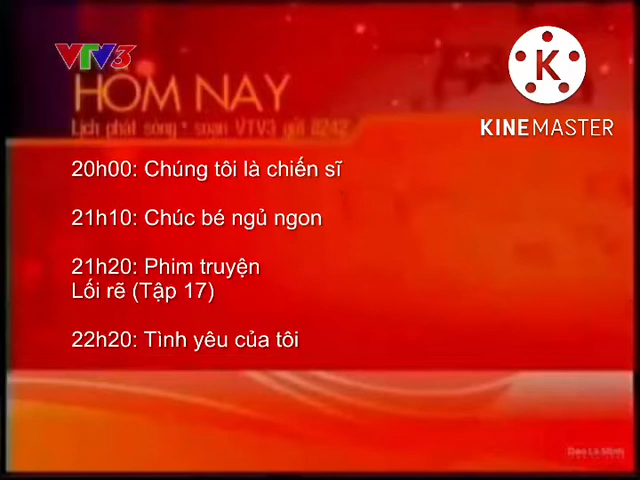 VTV3
HÔM NAY
Lịch phát sóng * soạn VTV3 gửi 8242
K
KINEMASTER
20h00: Chúng tôi là chiến sĩ
21h10: Chúc bé ngủ ngon
21h20: Phim truyện
Lối rẽ (Tập 17)
22h20: Tình yêu của tôi